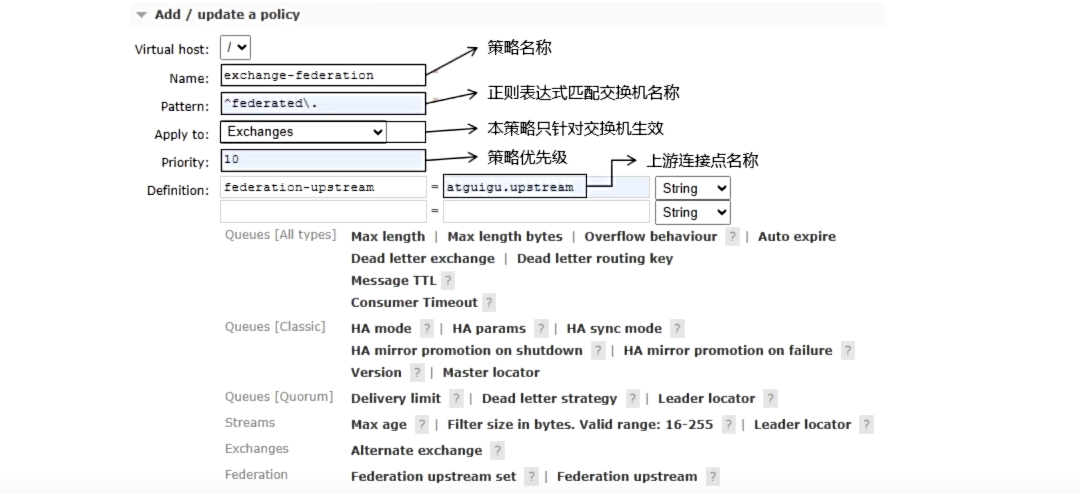 Add / update a policy
Virtual host: / 策略名称
Name: exchange-federation
Pattern: ^federated\. 正则表达式匹配交换机名称
Apply to: Exchanges 本策略只针对交换机生效
Priority: 10 策略优先级 上游连接点名称
Definition: federation-upstream = atguigu.upstream String
= String
Queues [All types] Max length | Max length bytes | Overflow behaviour ? | Auto expire
Dead letter exchange | Dead letter routing key
Message TTL ?
Consumer Timeout ?
Queues [Classic] HA mode ? | HA params ? | HA sync mode ?
HA mirror promotion on shutdown ? | HA mirror promotion on failure ?
Version ? | Master locator
Queues [Quorum] Delivery limit ? | Dead letter strategy ? | Leader locator ?
Streams Max age ? | Filter size in bytes. Valid range: 16-255 ? | Leader locator ?
Exchanges Alternate exchange ?
Federation Federation upstream set ? | Federation upstream ?